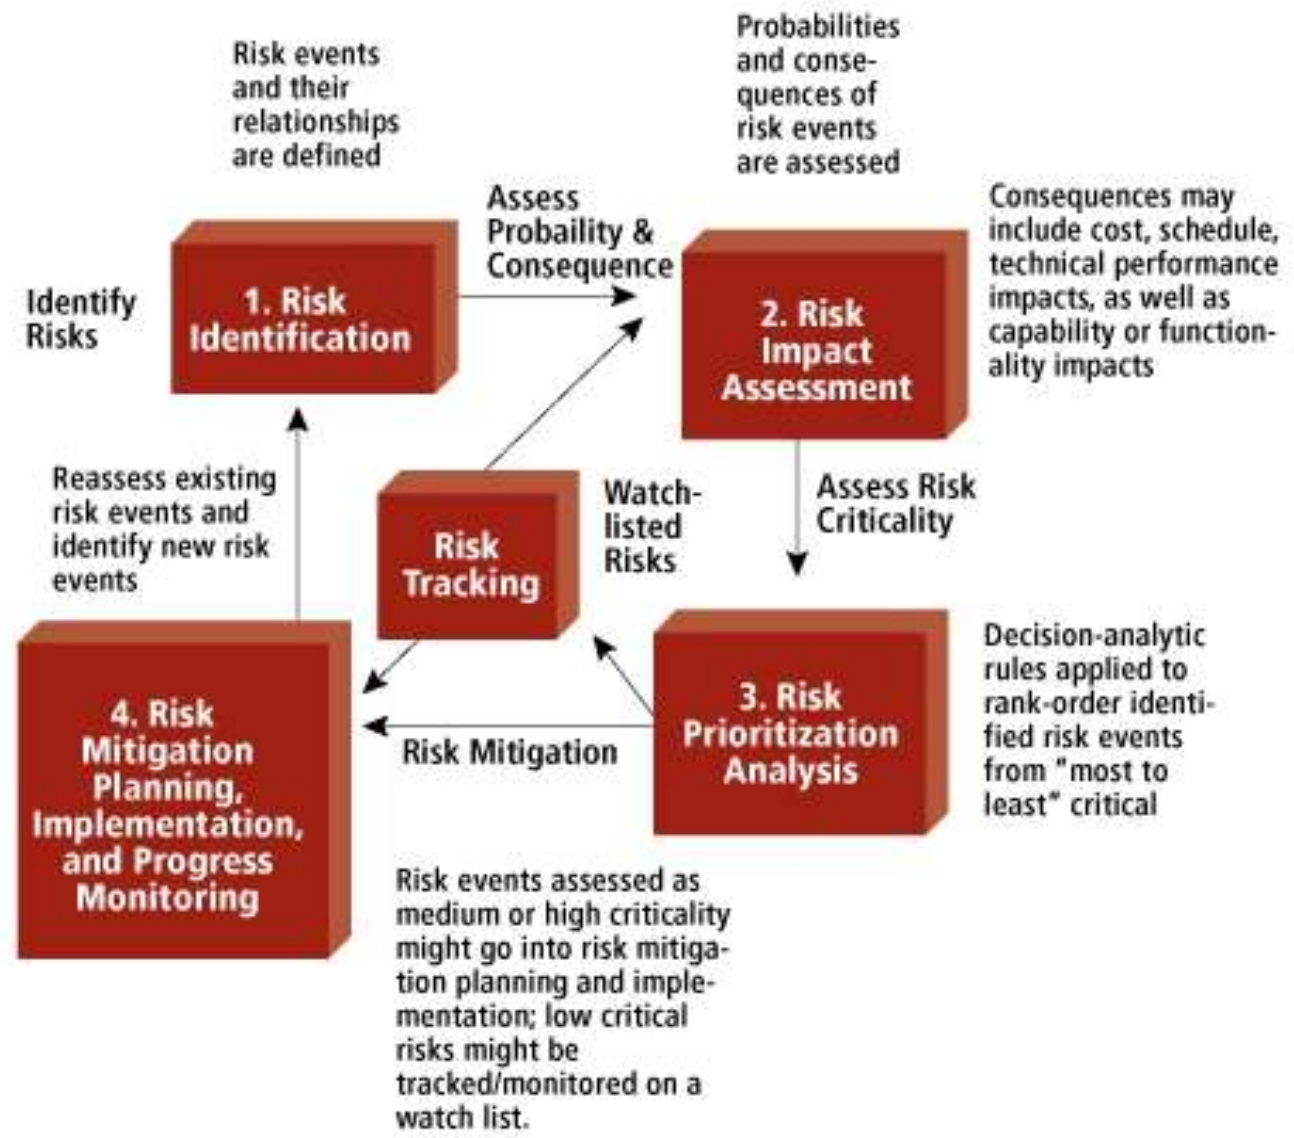 Risk events
and their
relationships
are defined
Probabilities
and conse-
quences of
risk events
are assessed
Assess
Probaility &
Consequence
Consequences may
include cost, schedule,
technical performance
impacts, as well as
capability or function-
ality impacts
Identify
Risks
1. Risk
Identification
2. Risk
Impact
Assessment
Reassess existing
risk events and
identify new risk
events
Risk
Tracking
Watch-
listed
Risks
Assess Risk
Criticality
4. Risk
Mitigation
Planning,
Implementation,
and Progress
Monitoring
Risk Mitigation
3. Risk
Prioritization
Analysis
Decision-analytic
rules applied to
rank-order identi-
fied risk events
from "most to
least" critical
Risk events assessed as
medium or high criticality
might go into risk mitiga-
tion planning and imple-
mentation; low critical
risks might be
tracked/monitored on a
watch list.